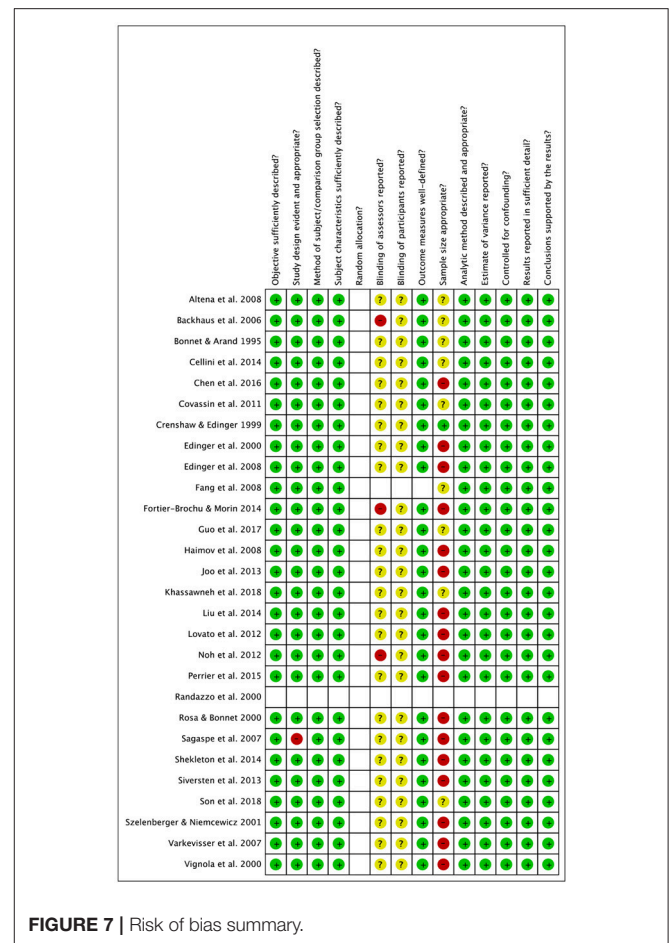 Objective sufficiently described?
Study design evident and appropriate?
Method of subject/comparison group selection described?
Subject characteristics sufficiently described?
Random allocation?
Blinding of assessors reported?
Blinding of participants reported?
Outcome measures well-defined?
Sample size appropriate?
Analytic method described and appropriate?
Estimate of variance reported?
Controlled for confounding?
Results reported in sufficient detail?
Conclusions supported by the results?
Altena et al. 2008 + + + + ? ? + ? + + + + +
Backhaus et al. 2006 + + + + − ? + ? + + + + +
Bonnet & Arand 1995 + + + + ? ? + ? + + + + +
Cellini et al. 2014 + + + + ? ? + ? + + + + +
Chen et al. 2016 + + + + ? ? + − + + + + +
Covassin et al. 2011 + + + + ? ? + ? + + + + +
Crenshaw & Edinger 1999 + + + + ? ? + + + + + + +
Edinger et al. 2000 + + + + ? ? + − + + + + +
Edinger et al. 2008 + + + + ? ? + − + + + + +
Fang et al. 2008 + + + + ? + + + + +
Fortier-Brochu & Morin 2014 + + + + − ? + − + + + + +
Guo et al. 2017 + + + + ? ? + ? + + + + +
Haimov et al. 2008 + + + + ? ? + − + + + + +
Joo et al. 2013 + + + + ? ? + − + + + + +
Khassawneh et al. 2018 + + + + ? ? + ? + + + + +
Liu et al. 2014 + + + + ? ? + − + + + + +
Lovato et al. 2012 + + + + ? ? + − + + + + +
Noh et al. 2012 + + + + − ? + − + + + + +
Perrier et al. 2015 + + + + ? ? + − + + + + +
Randazzo et al. 2000
Rosa & Bonnet 2000 + + + + ? ? + − + + + + +
Sagaspe et al. 2007 + − + + ? ? + − + + + + +
Shekleton et al. 2014 + + + + ? ? + − + + + + +
Siversten et al. 2013 + + + + ? ? + − + + + + +
Son et al. 2018 + + + + ? ? + ? + + + + +
Szelenberger & Niemcewicz 2001 + + + + ? ? + − + + + + +
Varkevisser et al. 2007 + + + + ? ? + − + + + + +
Vignola et al. 2000 + + + + ? ? + − + + + + +
FIGURE 7 | Risk of bias summary.